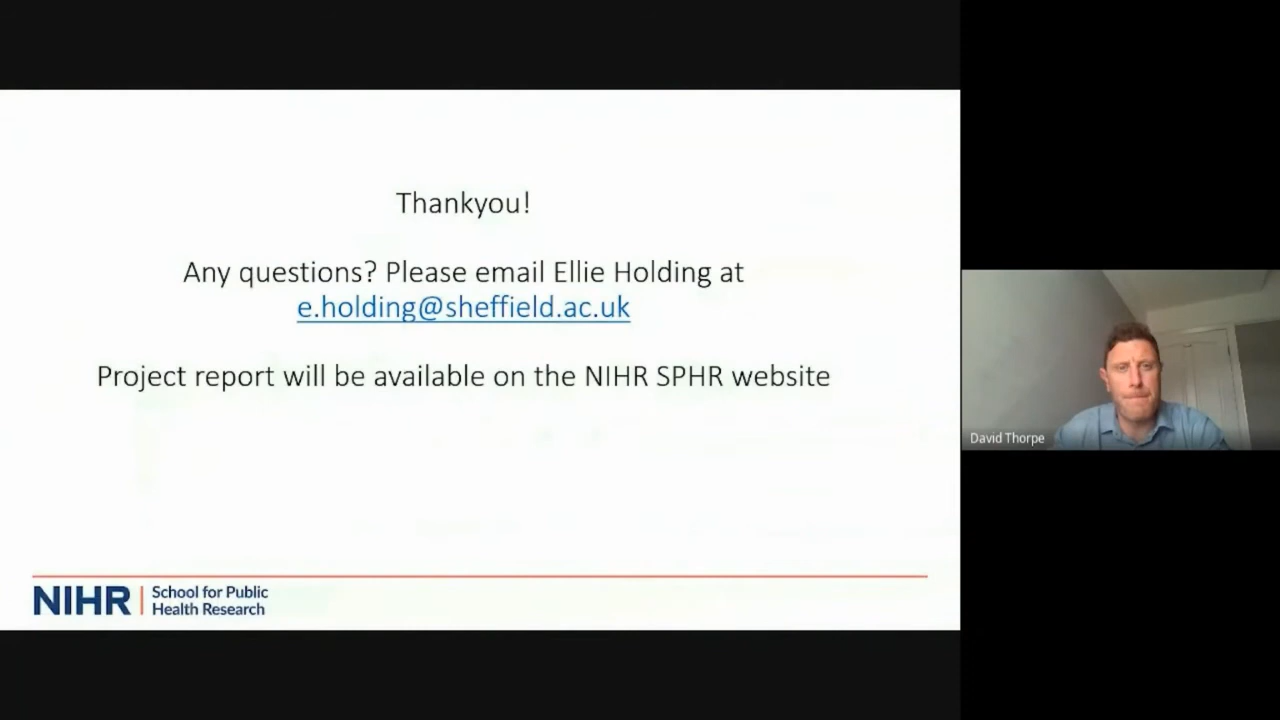 Thankyou!
Any questions? Please email Ellie Holding at
e.holding@sheffield.ac.uk
Project report will be available on the NIHR SPHR website
NIHR | School for Public
Health Research
David Thorpe